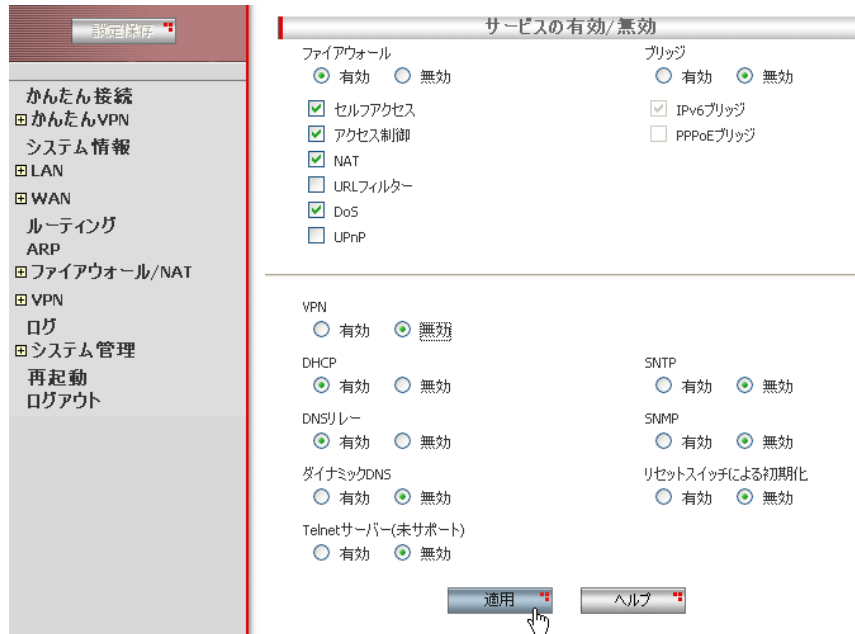 設定保存
かんたん接続
かんたんVPN
システム情報
LAN
WAN
ルーティング
ARP
ファイアウォール/NAT
VPN
ログ
システム管理
再起動
ログアウト
サービスの有効/無効
ファイアウォール
有効 無効
セルフアクセス
アクセス制御
NAT
URLフィルター
DoS
UPnP
ブリッジ
有効 無効
IPv6ブリッジ
PPPoEブリッジ
VPN
有効 無効
DHCP
有効 無効
SNTP
有効 無効
DNSリレー
有効 無効
SNMP
有効 無効
ダイナミックDNS
有効 無効
リセットスイッチによる初期化
有効 無効
Telnetサーバー(未サポート)
有効 無効
適用
ヘルプ